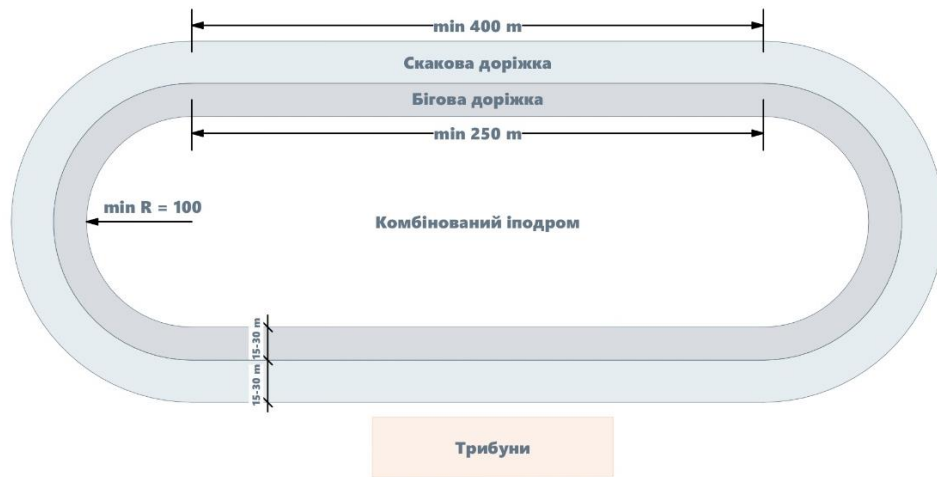 min 400 m
Скакова доріжка
Бігова доріжка
min 250 m
min R = 100
Комбінований іподром
15-30 m
15-30 m
Трибуни